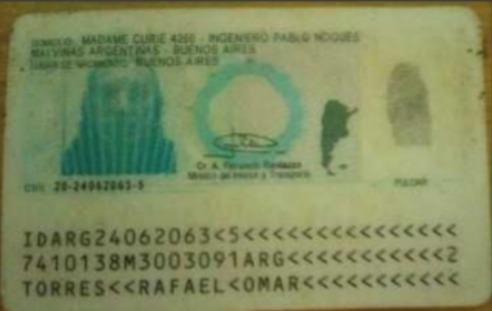 DOMICILIO: MADAME CURIE 4260 - INGENIERO PABLO NOGUES
MALVINAS ARGENTINAS - BUENOS AIRES
LUGAR DE NACIMIENTO: BUENOS AIRES
Dr. A. Florencio Randazzo
Ministro del Interior y Transporte
PULGAR
CUIL: 20-24062063-5
IDARG24062063<5<<<<<<<<<<<<<<<
7410138M3003091ARG<<<<<<<<<<<2
TORRES<<RAFAEL<OMAR<<<<<<<<<<<